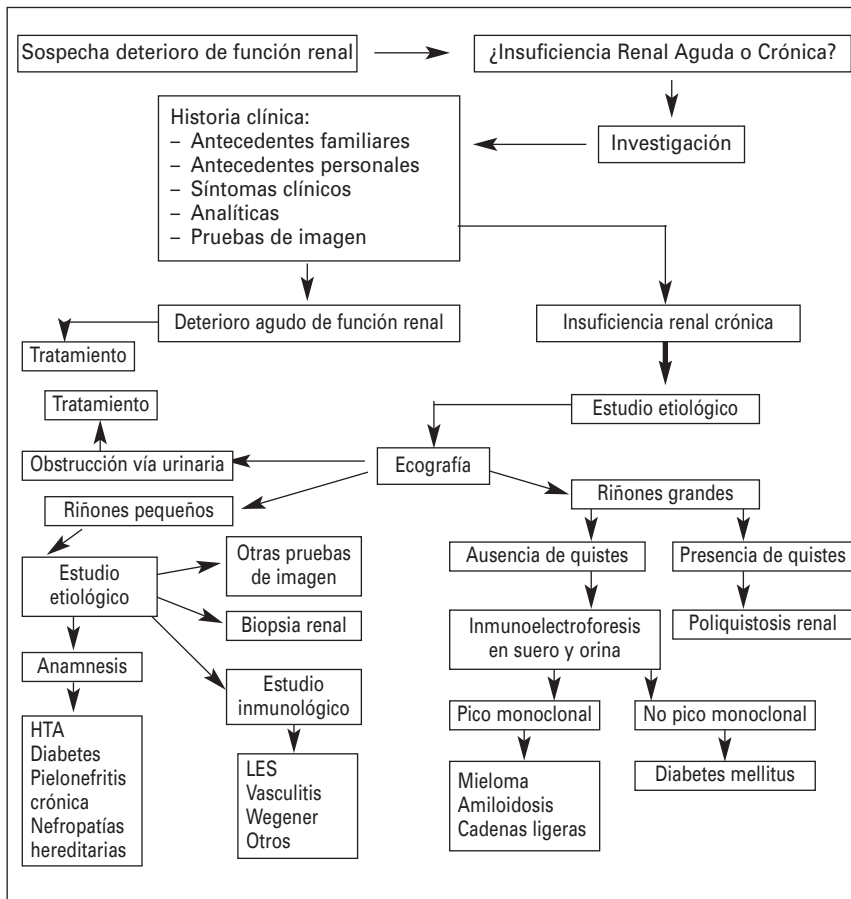 Sospecha deterioro de función renal
¿Insuficiencia Renal Aguda o Crónica?
Investigación
Historia clínica:
– Antecedentes familiares
– Antecedentes personales
– Síntomas clínicos
– Analíticas
– Pruebas de imagen
Deterioro agudo de función renal
Insuficiencia renal crónica
Tratamiento
Tratamiento
Estudio etiológico
Obstrucción vía urinaria
Ecografía
Riñones pequeños
Riñones grandes
Estudio
etiológico
Otras pruebas
de imagen
Ausencia de quistes
Presencia de quistes
Biopsia renal
Inmunoelectroforesis
en suero y orina
Poliquistosis renal
Anamnesis
Estudio
inmunológico
Pico monoclonal
No pico monoclonal
HTA
Diabetes
Pielonefritis
crónica
Nefropatías
hereditarias
LES
Vasculitis
Wegener
Otros
Mieloma
Amiloidosis
Cadenas ligeras
Diabetes mellitus